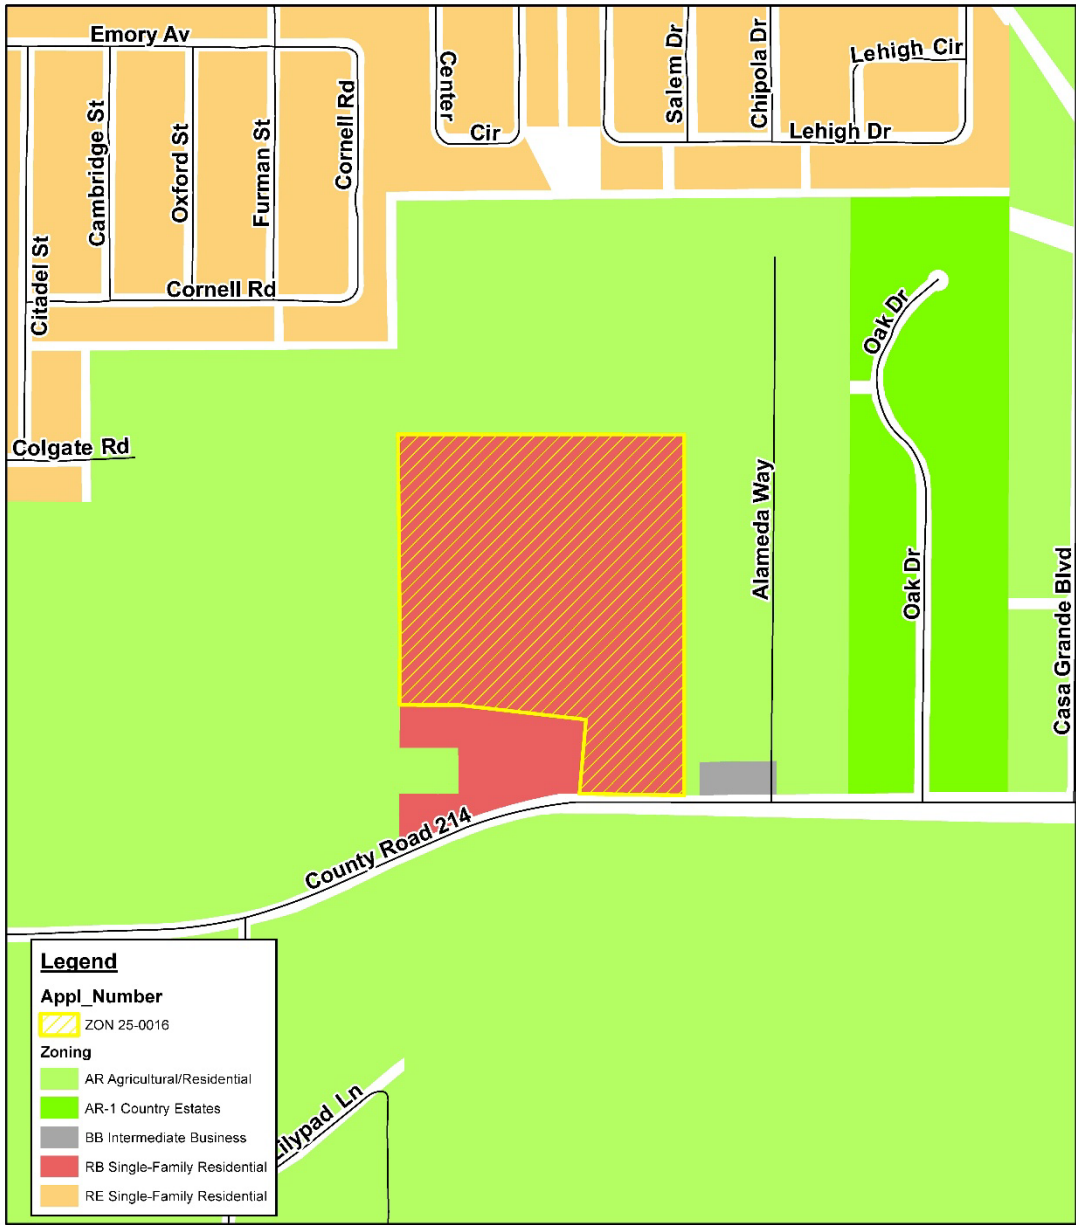 Emory Av
Center
Cir
Salem Dr
Chipola Dr
Lehigh Cir
Lehigh Dr
Citadel St
Cambridge St
Oxford St
Furman St
Cornell Rd
Cornell Rd
Colgate Rd
Oak Dr
Alameda Way
Oak Dr
Casa Grande Blvd
County Road 214
Legend
Appl_Number
ZON 25-0016
Zoning
AR Agricultural/Residential
AR-1 Country Estates
BB Intermediate Business
RB Single-Family Residential
RE Single-Family Residential
Lilypad Ln